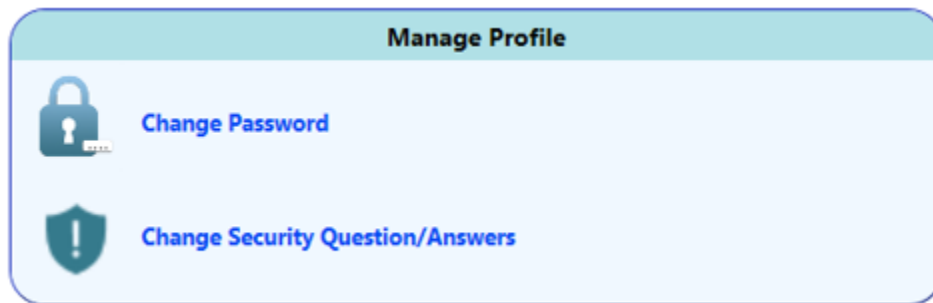 Manage Profile
Change Password
Change Security Question/Answers